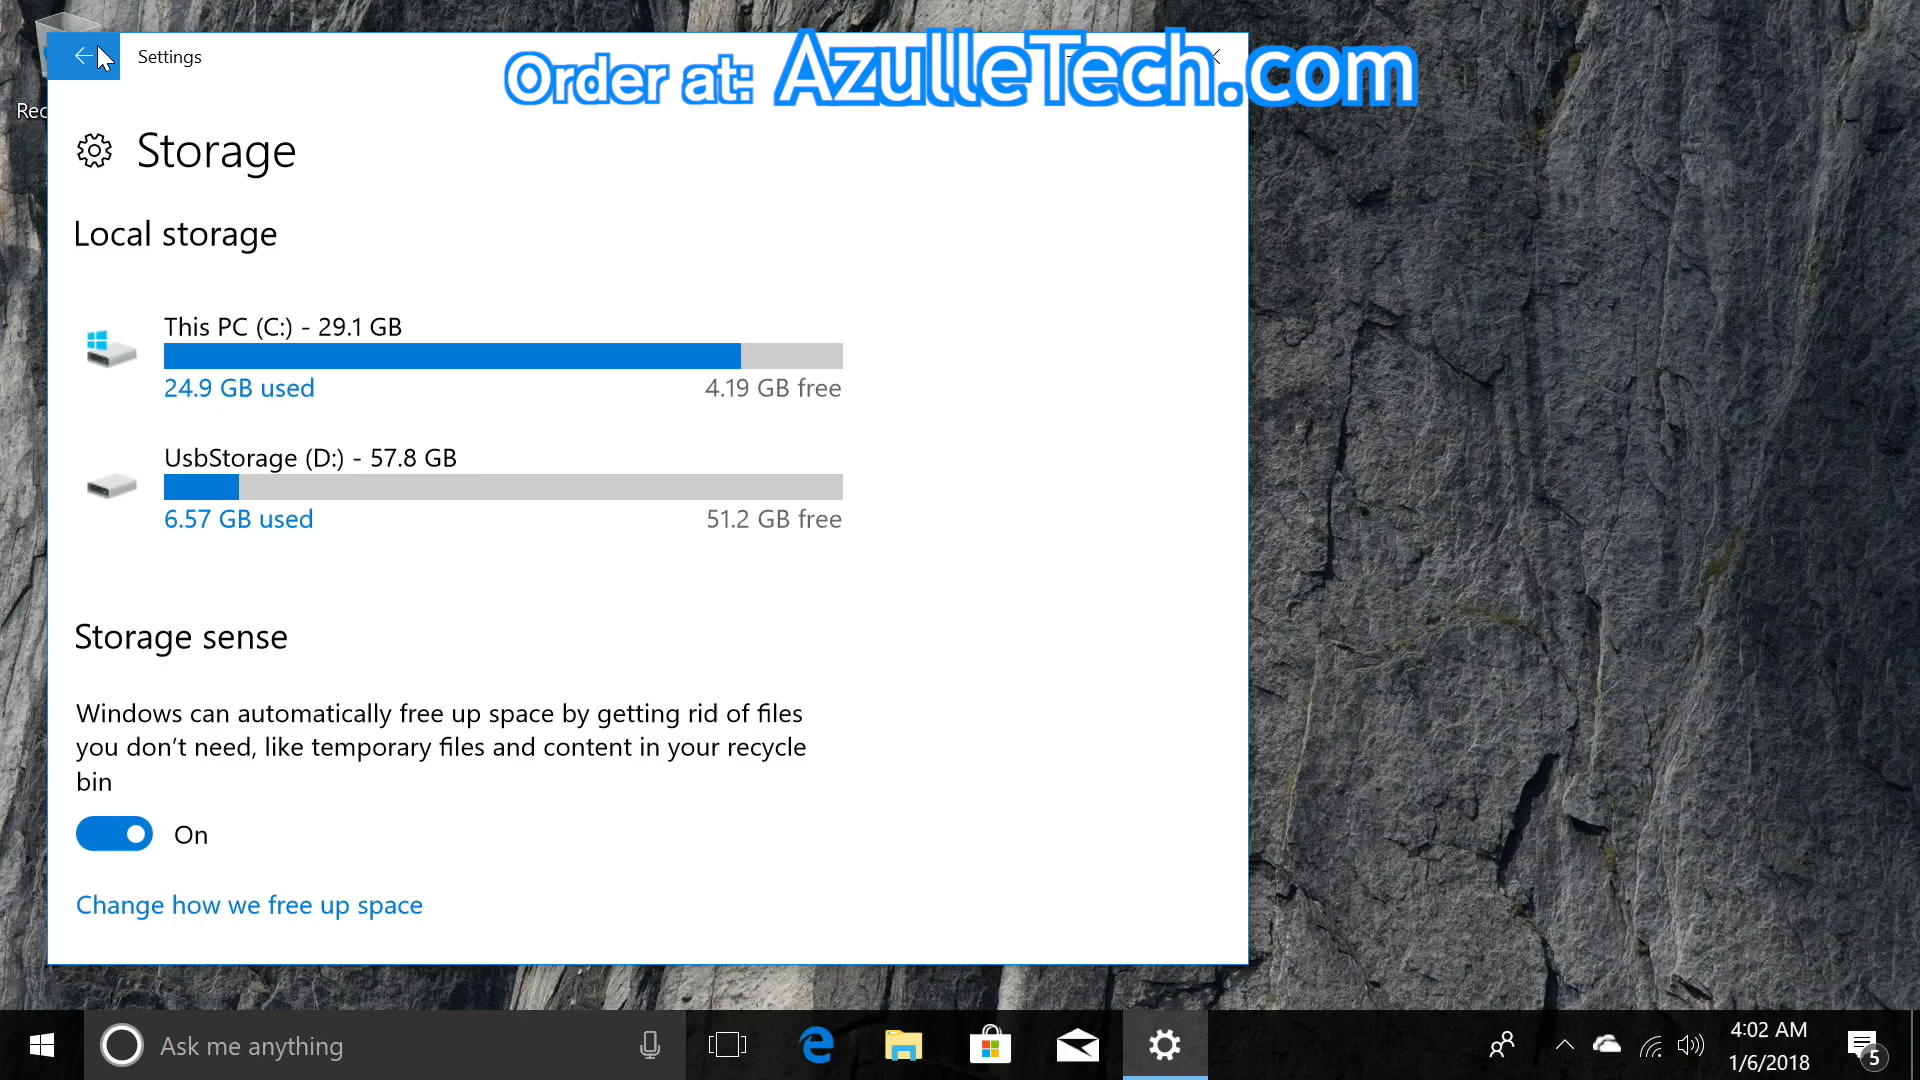 Settings
Order at: AzulleTech.com
Rec
Storage
Local storage
This PC (C:) - 29.1 GB
24.9 GB used
4.19 GB free
UsbStorage (D:) - 57.8 GB
6.57 GB used
51.2 GB free
Storage sense
Windows can automatically free up space by getting rid of files
you don’t need, like temporary files and content in your recycle
bin
On
Change how we free up space
Ask me anything
4:02 AM
1/6/2018
5